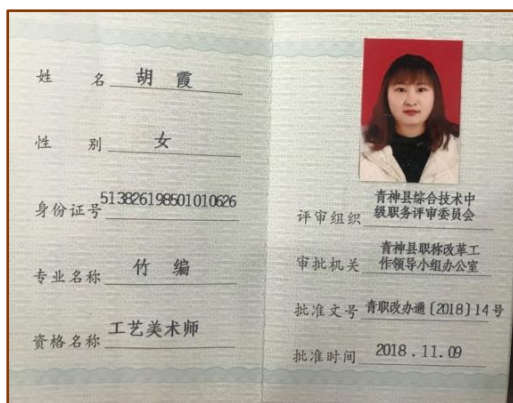 姓 名 胡 霞
性 别 女
身份证号 513826198501010626
专业名称 竹 编
资格名称 工艺美术师
评审组织 青神县综合技术中
级职务评审委员会
审批机关 青神县职称改革工
作领导小组办公室
批准文号 青职改办通〔2018〕14号
批准时间 2018.11.09